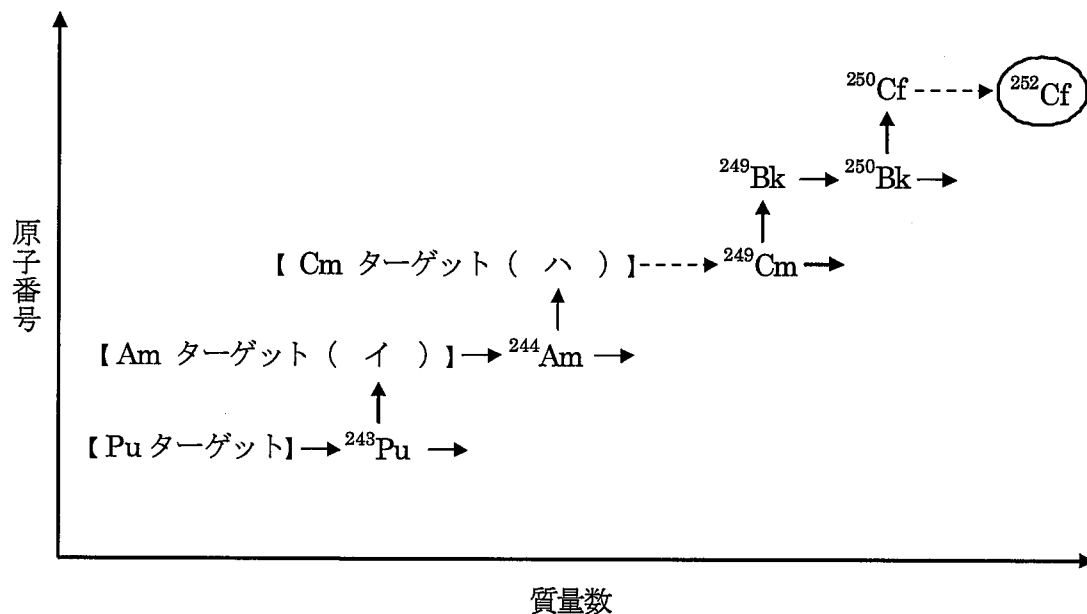 ²⁵⁰Cf ²⁵²Cf
²⁴⁹Bk ²⁵⁰Bk
【 Cm ターゲット ( ハ ) 】 ²⁴⁹Cm
【 Am ターゲット ( イ ) 】 ²⁴⁴Am
【 Pu ターゲット】 ²⁴³Pu
原子番号
質量数